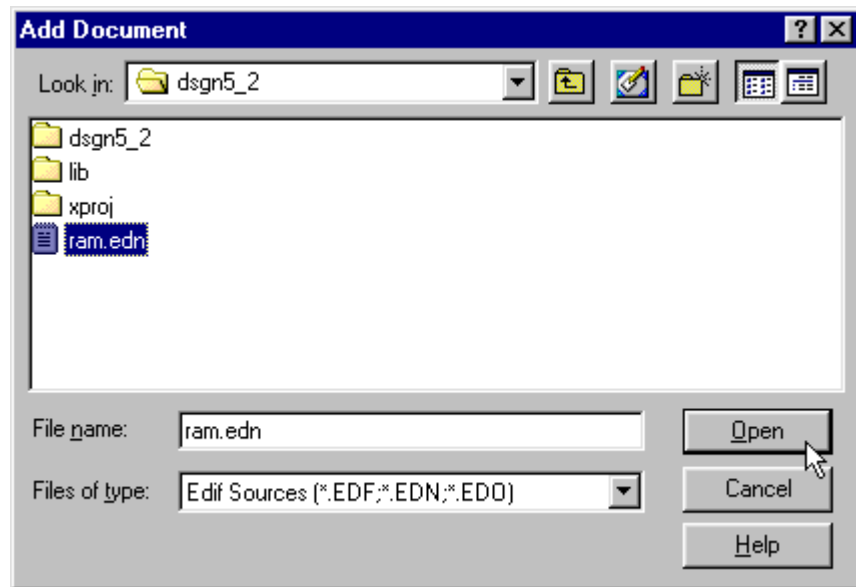 Add Document
Look in: dsgn5_2
dsgn5_2
lib
xproj
ram.edn
File name: ram.edn Open
Files of type: Edif Sources (*.EDF;*.EDN;*.EDO) Cancel
Help